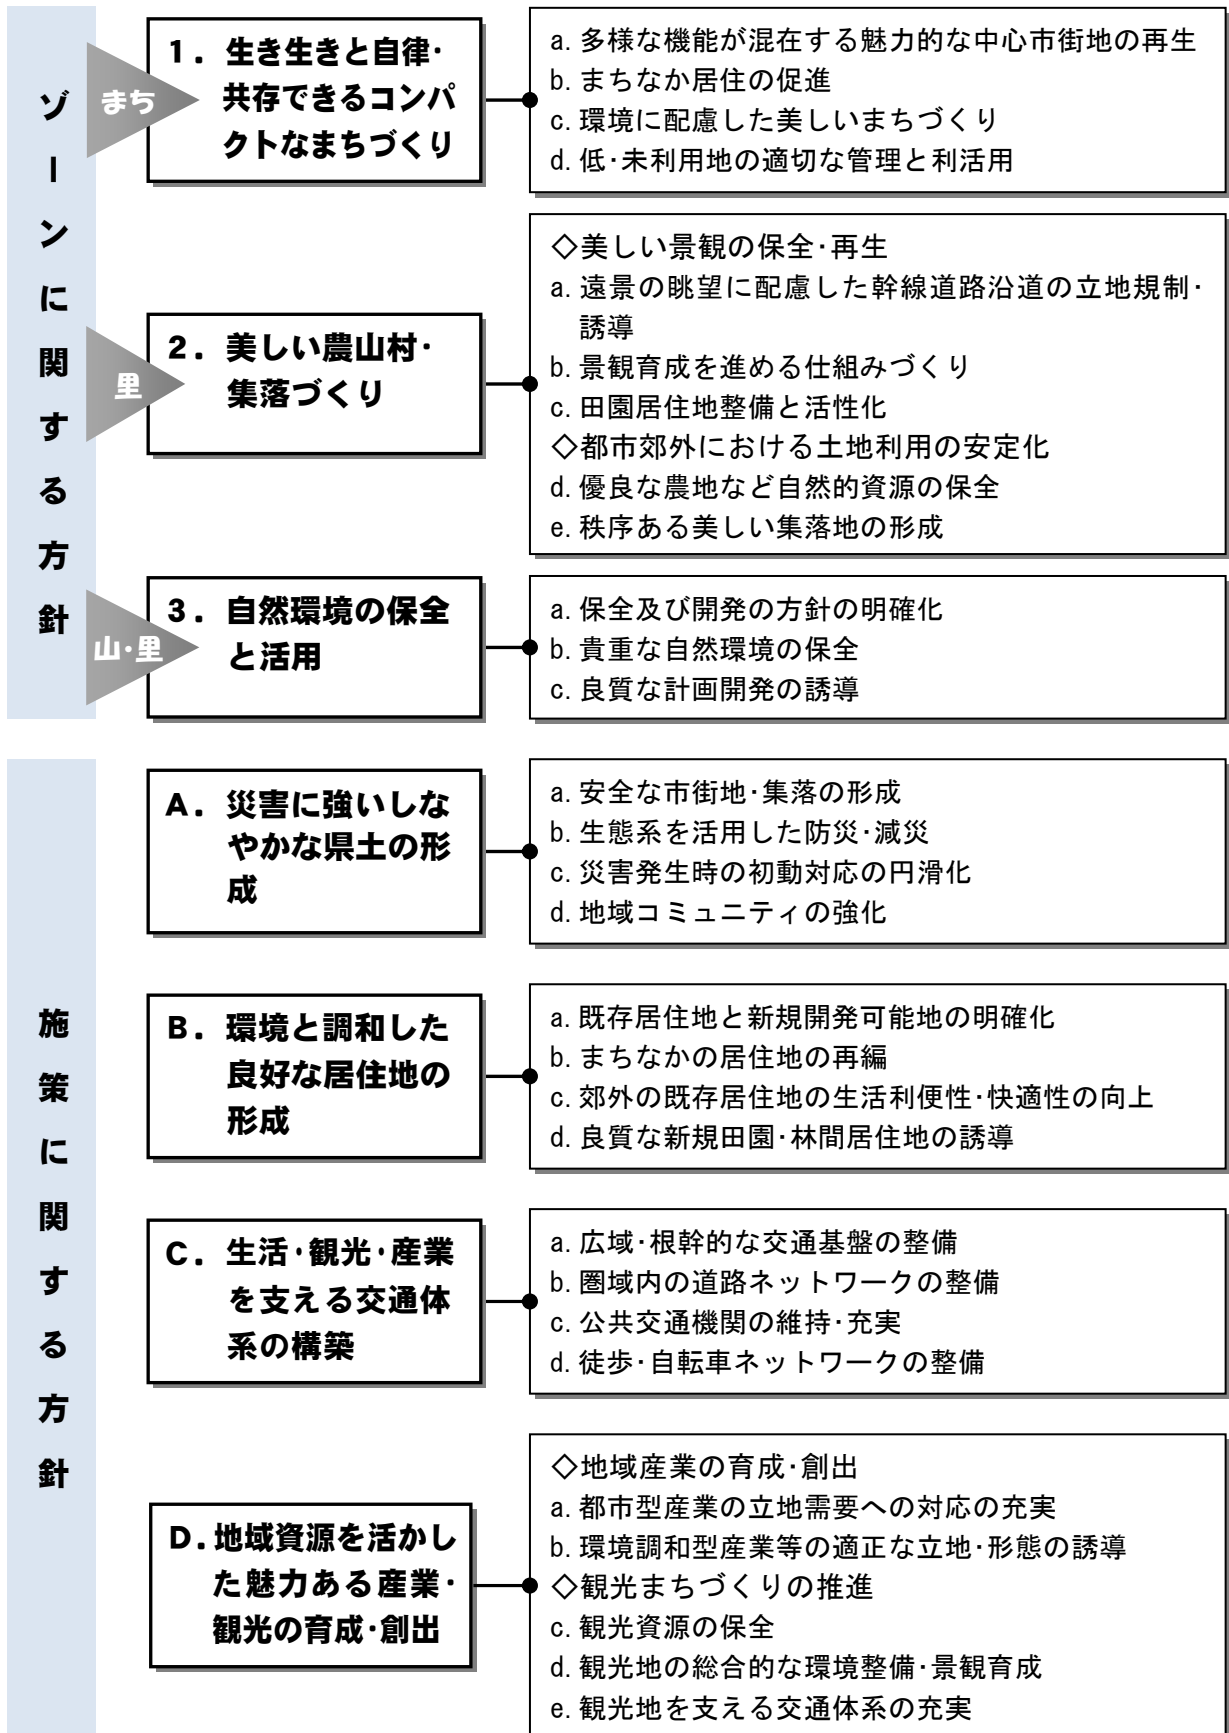 ゾーンに関する方針
まち
1. 生き生きと自律・
共存できるコンパ
クトなまちづくり
a. 多様な機能が混在する魅力的な中心市街地の再生
b. まちなか居住の促進
c. 環境に配慮した美しいまちづくり
d. 低・未利用地の適切な管理と利活用
里
2. 美しい農山村・
集落づくり
◇美しい景観の保全・再生
a. 遠景の眺望に配慮した幹線道路沿道の立地規制・
誘導
b. 景観育成を進める仕組みづくり
c. 田園居住地整備と活性化
◇都市郊外における土地利用の安定化
d. 優良な農地など自然的資源の保全
e. 秩序ある美しい集落地の形成
山・里
3. 自然環境の保全
と活用
a. 保全及び開発の方針の明確化
b. 貴重な自然環境の保全
c. 良質な計画開発の誘導
施策に関する方針
A. 災害に強いしな
やかな県土の形
成
a. 安全な市街地・集落の形成
b. 生態系を活用した防災・減災
c. 災害発生時の初動対応の円滑化
d. 地域コミュニティの強化
B. 環境と調和した
良好な居住地の
形成
a. 既存居住地と新規開発可能地の明確化
b. まちなかの居住地の再編
c. 郊外の既存居住地の生活利便性・快適性の向上
d. 良質な新規田園・林間居住地の誘導
C. 生活・観光・産業
を支える交通体
系の構築
a. 広域・根幹的な交通基盤の整備
b. 圏域内の道路ネットワークの整備
c. 公共交通機関の維持・充実
d. 徒歩・自転車ネットワークの整備
D. 地域資源を活かし
た魅力ある産業・
観光の育成・創出
◇地域産業の育成・創出
a. 都市型産業の立地需要への対応の充実
b. 環境調和型産業等の適正な立地・形態の誘導
◇観光まちづくりの推進
c. 観光資源の保全
d. 観光地の総合的な環境整備・景観育成
e. 観光地を支える交通体系の充実